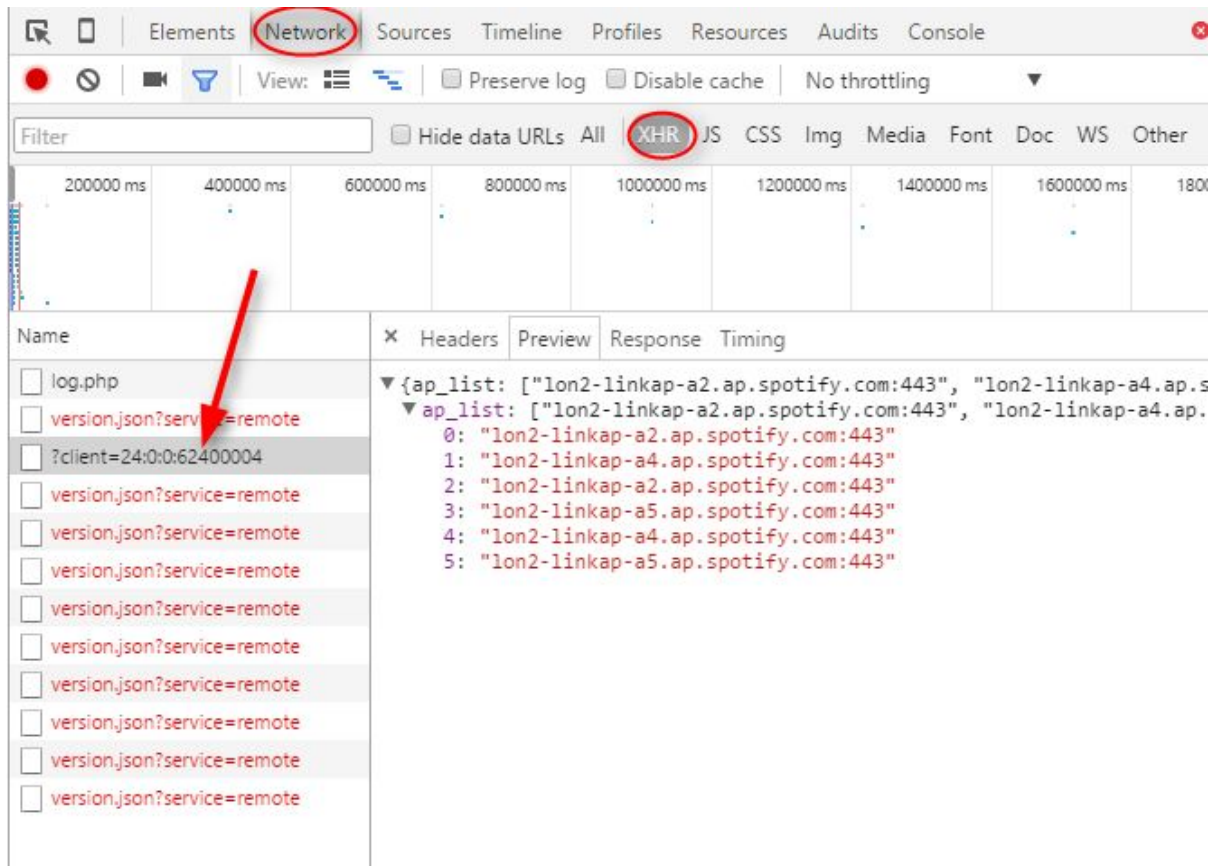 Elements Network Sources Timeline Profiles Resources Audits Console
View: Preserve log Disable cache No throttling
Filter Hide data URLs All XHR JS CSS Img Media Font Doc WS Other
200000 ms 400000 ms 600000 ms 800000 ms 1000000 ms 1200000 ms 1400000 ms 1600000 ms 1800
Name
log.php
version.json?service=remote
?client=24:0:0:62400004
version.json?service=remote
version.json?service=remote
version.json?service=remote
version.json?service=remote
version.json?service=remote
version.json?service=remote
version.json?service=remote
version.json?service=remote
version.json?service=remote
× Headers Preview Response Timing
▼{ap_list: ["lon2-linkap-a2.ap.spotify.com:443", "lon2-linkap-a4.ap.s
▼ap_list: ["lon2-linkap-a2.ap.spotify.com:443", "lon2-linkap-a4.ap.
0: "lon2-linkap-a2.ap.spotify.com:443"
1: "lon2-linkap-a4.ap.spotify.com:443"
2: "lon2-linkap-a2.ap.spotify.com:443"
3: "lon2-linkap-a5.ap.spotify.com:443"
4: "lon2-linkap-a4.ap.spotify.com:443"
5: "lon2-linkap-a5.ap.spotify.com:443"